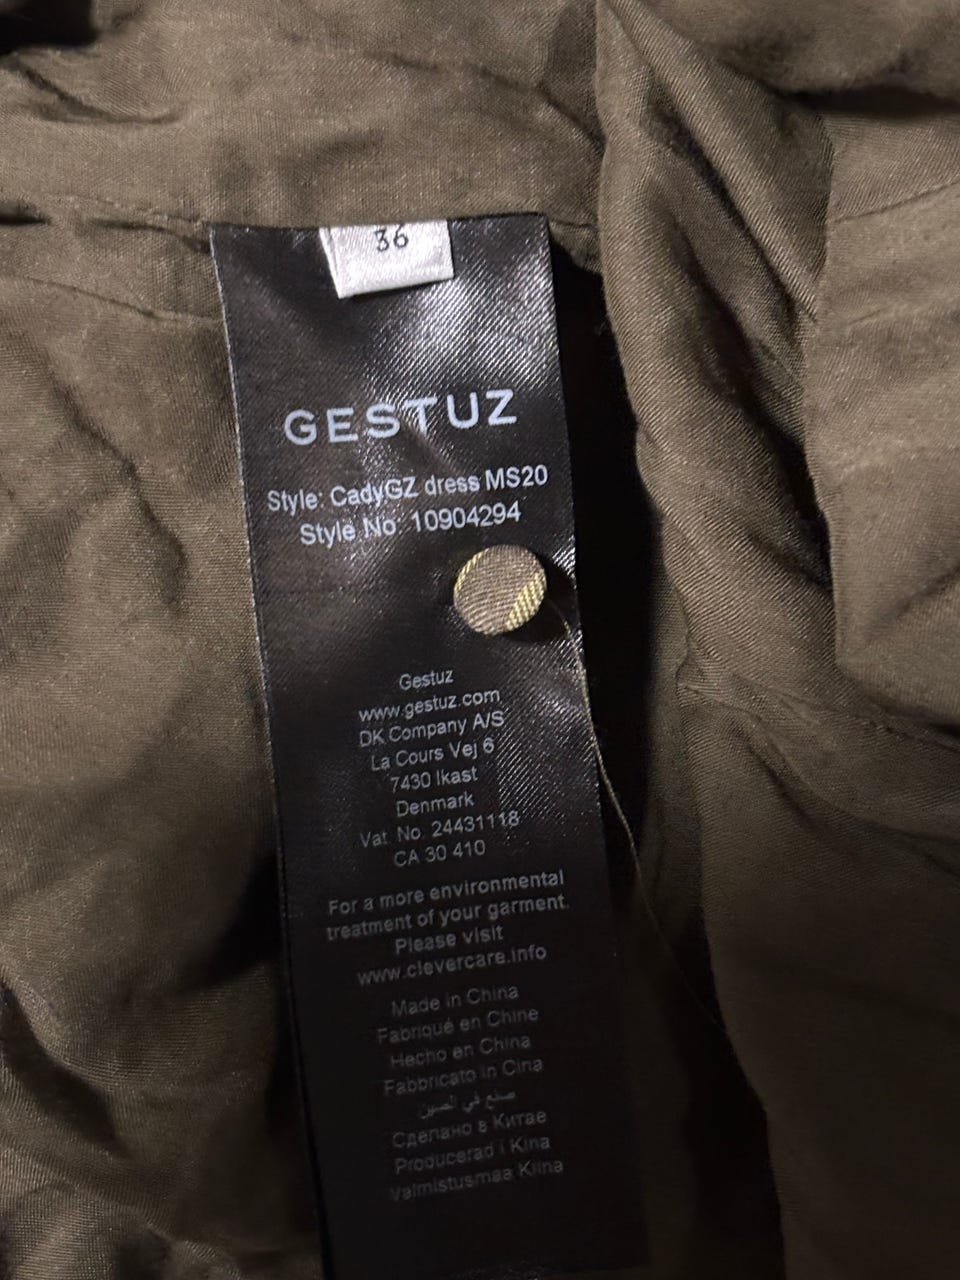 36
GESTUZ
Style: CadyGZ dress MS20
Style No: 10904294
Gestuz
www.gestuz.com
DK Company A/S
La Cours Vej 6
7430 Ikast
Denmark
Vat. No. 24431118
CA 30 410
For a more environmental
treatment of your garment.
Please visit
www.clevercare.info
Made in China
Fabriqué en Chine
Hecho en China
Fabbricato in Cina
صنع في الصين
Сделано в Китае
Producerad i Kina
Valmistusmaa Kiina